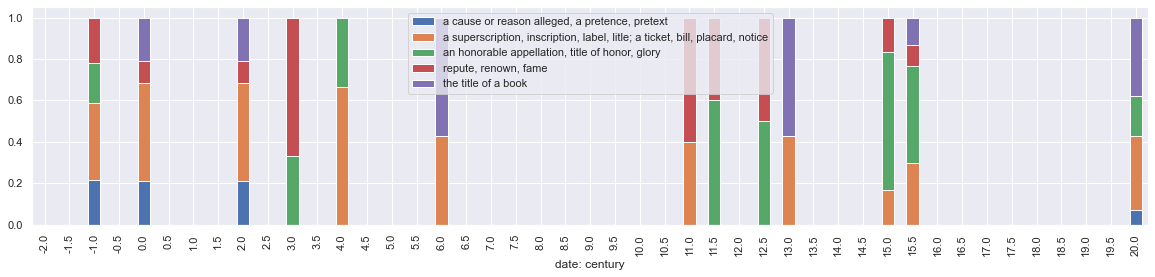 1.0
0.8
0.6
0.4
0.2
0.0
a cause or reason alleged, a pretence, pretext
a superscription, inscription, label, litle; a ticket, bill, placard, notice
an honorable appellation, title of honor, glory
repute, renown, fame
the title of a book
-2.0 -1.5 -1.0 -0.5 0.0 0.5 1.0 1.5 2.0 2.5 3.0 3.5 4.0 4.5 5.0 5.5 6.0 6.5 7.0 7.5 8.0 8.5 9.0 9.5 10.0 10.5 11.0 11.5 12.0 12.5 13.0 13.5 14.0 14.5 15.0 15.5 16.0 16.5 17.0 17.5 18.0 18.5 19.0 19.5 20.0
date: century